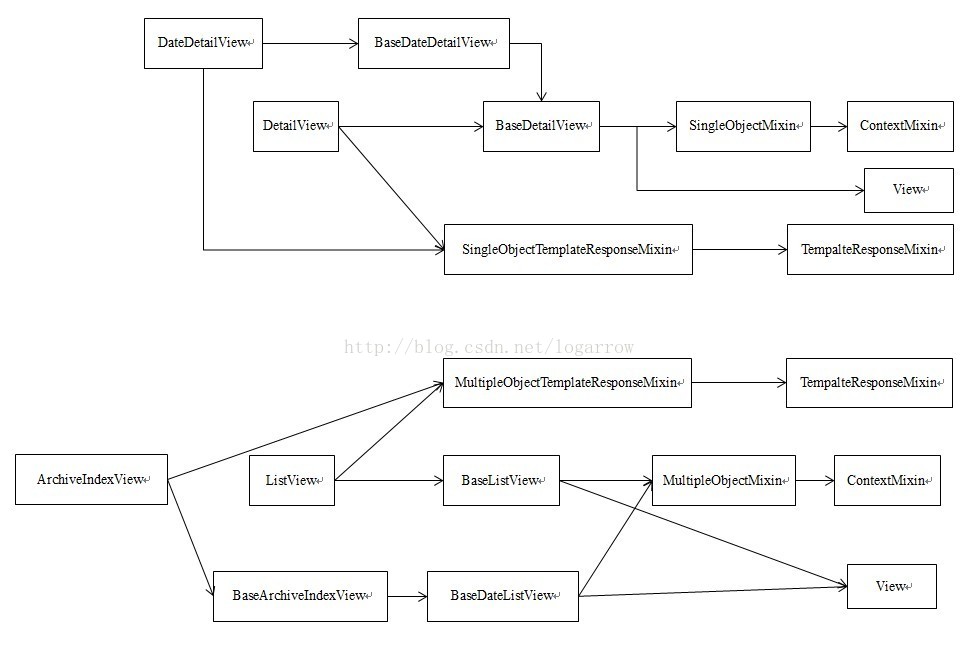 DateDetailView
BaseDateDetailView
DetailView
BaseDetailView
SingleObjectMixin
ContextMixin
View
SingleObjectTemplateResponseMixin
TempalteResponseMixin
http://blog.csdn.net/logarrow
MultipleObjectTemplateResponseMixin
TempalteResponseMixin
ArchiveIndexView
ListView
BaseListView
MultipleObjectMixin
ContextMixin
BaseArchiveIndexView
BaseDateListView
View